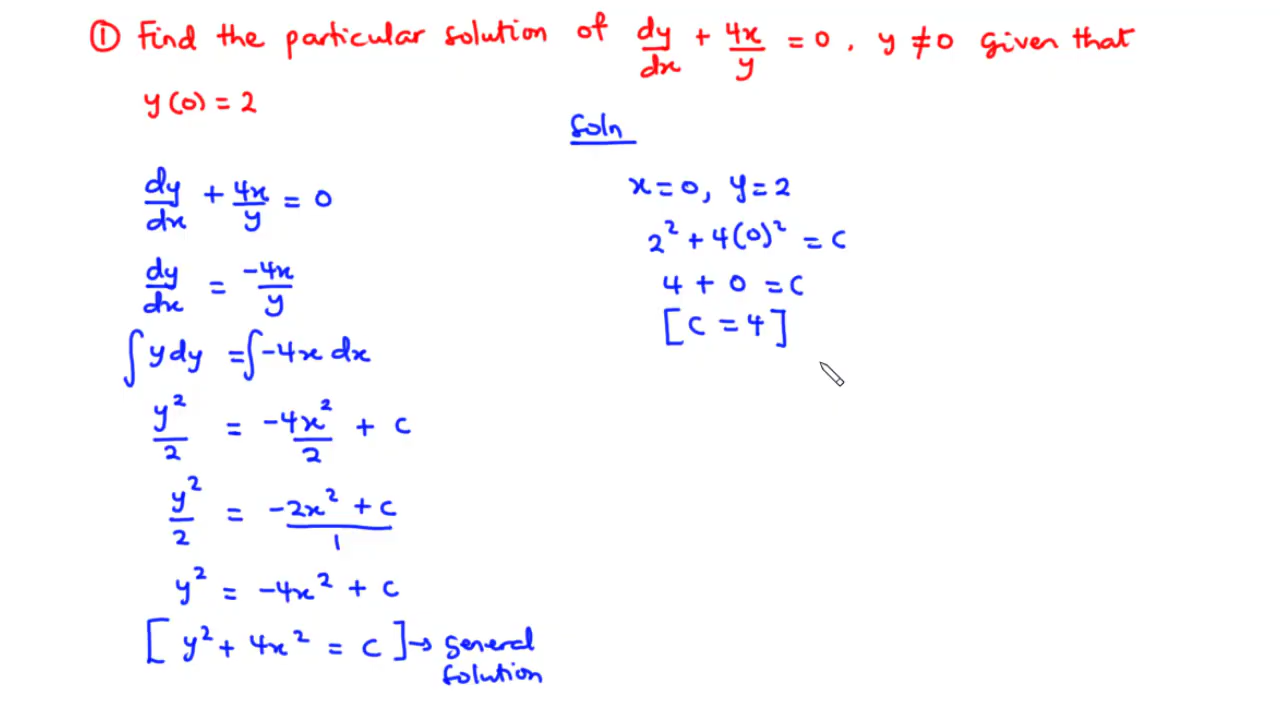 ① Find the particular solution of dy/dx + 4x/y = 0, y ≠ 0 given that
y(0) = 2
Soln
dy/dx + 4x/y = 0
dy/dx = -4x/y
∫ y dy = ∫ -4x dx
y²/2 = -4x²/2 + c
y²/2 = (-2x² + c)/1
y² = -4x² + c
[ y² + 4x² = c ] → general
solution
x = 0, y = 2
2² + 4(0)² = c
4 + 0 = c
[ c = 4 ]